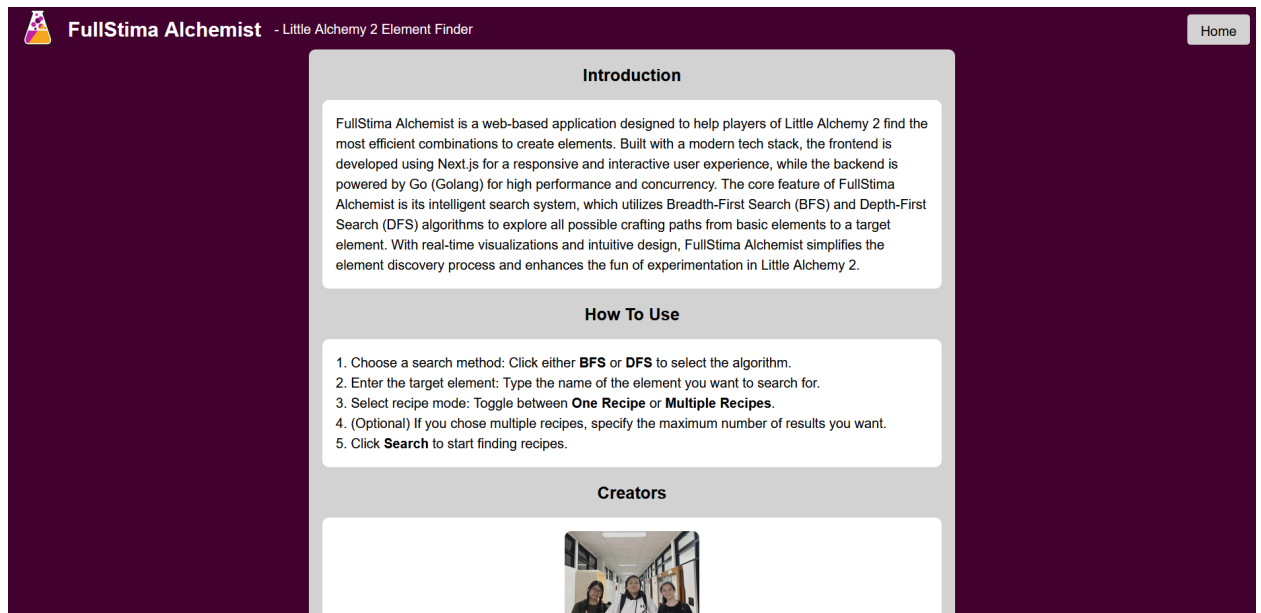 FullStima Alchemist - Little Alchemy 2 Element Finder
Home
Introduction
FullStima Alchemist is a web-based application designed to help players of Little Alchemy 2 find the
most efficient combinations to create elements. Built with a modern tech stack, the frontend is
developed using Next.js for a responsive and interactive user experience, while the backend is
powered by Go (Golang) for high performance and concurrency. The core feature of FullStima
Alchemist is its intelligent search system, which utilizes Breadth-First Search (BFS) and Depth-First
Search (DFS) algorithms to explore all possible crafting paths from basic elements to a target
element. With real-time visualizations and intuitive design, FullStima Alchemist simplifies the
element discovery process and enhances the fun of experimentation in Little Alchemy 2.
How To Use
1. Choose a search method: Click either BFS or DFS to select the algorithm.
2. Enter the target element: Type the name of the element you want to search for.
3. Select recipe mode: Toggle between One Recipe or Multiple Recipes.
4. (Optional) If you chose multiple recipes, specify the maximum number of results you want.
5. Click Search to start finding recipes.
Creators